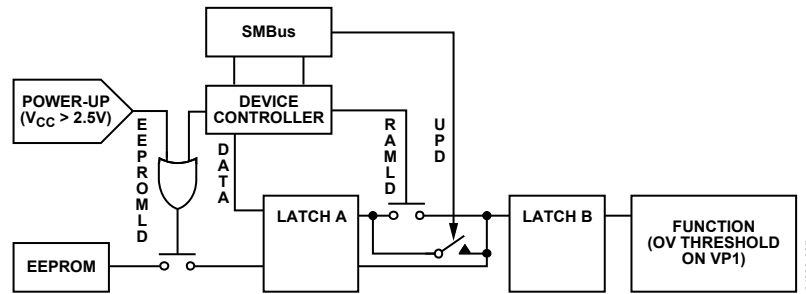 SMBus
POWER-UP
(VCC > 2.5V)
DEVICE
CONTROLLER
EEPROMLD
DATA
RAMLD
UPD
EEPROM
LATCH A
LATCH B
FUNCTION
(OV THRESHOLD
ON VP1)